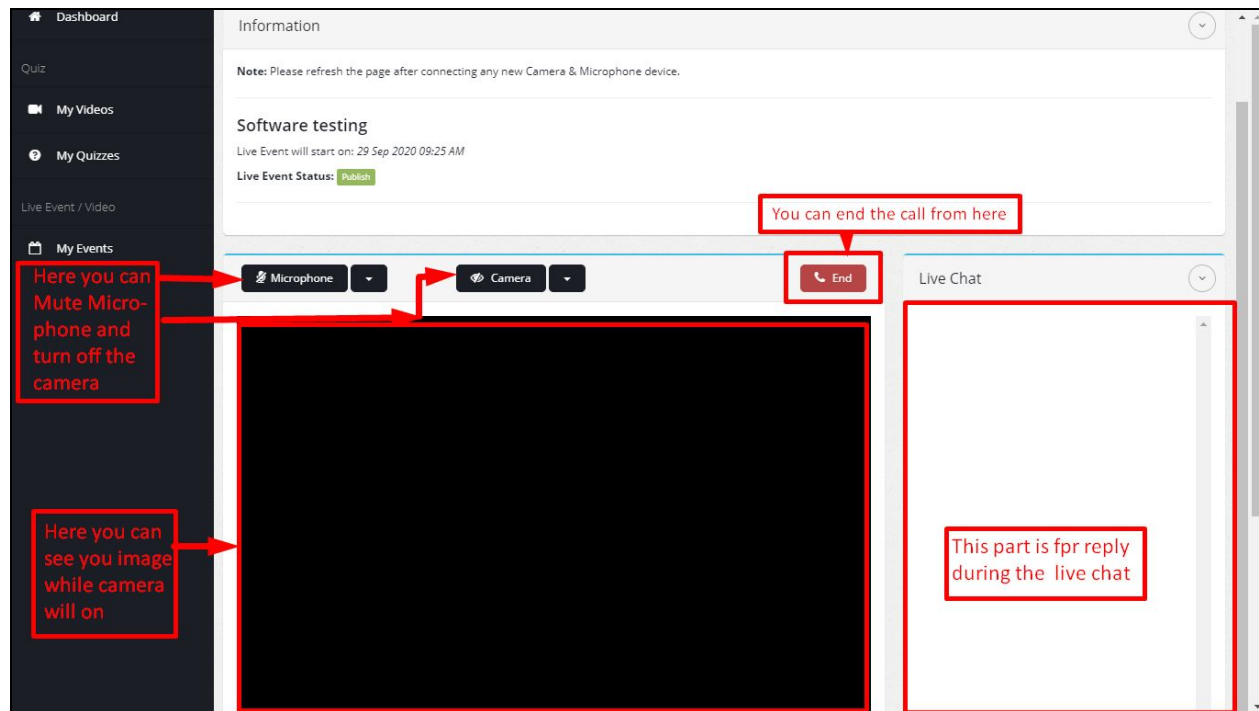 Dashboard
Information
Quiz
Note: Please refresh the page after connecting any new Camera & Microphone device.
My Videos
Software testing
My Quizzes
Live Event will start on: 29 Sep 2020 09:25 AM
Live Event Status: Publish
Live Event / Video
You can end the call from here
My Events
Here you can
Mute Micro-
phone and
turn off the
camera
Microphone
Camera
End
Live Chat
Here you can
see you image
while camera
will on
This part is fpr reply
during the live chat